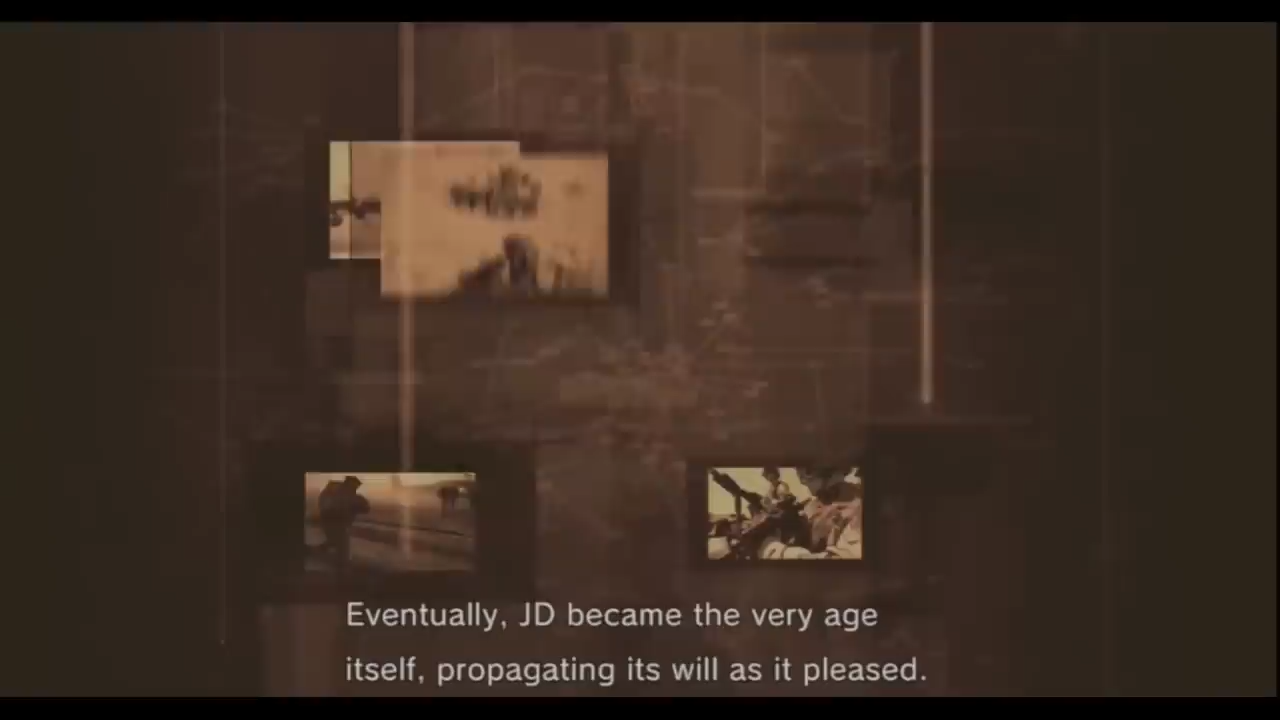 Eventually, JD became the very age
itself, propagating its will as it pleased.